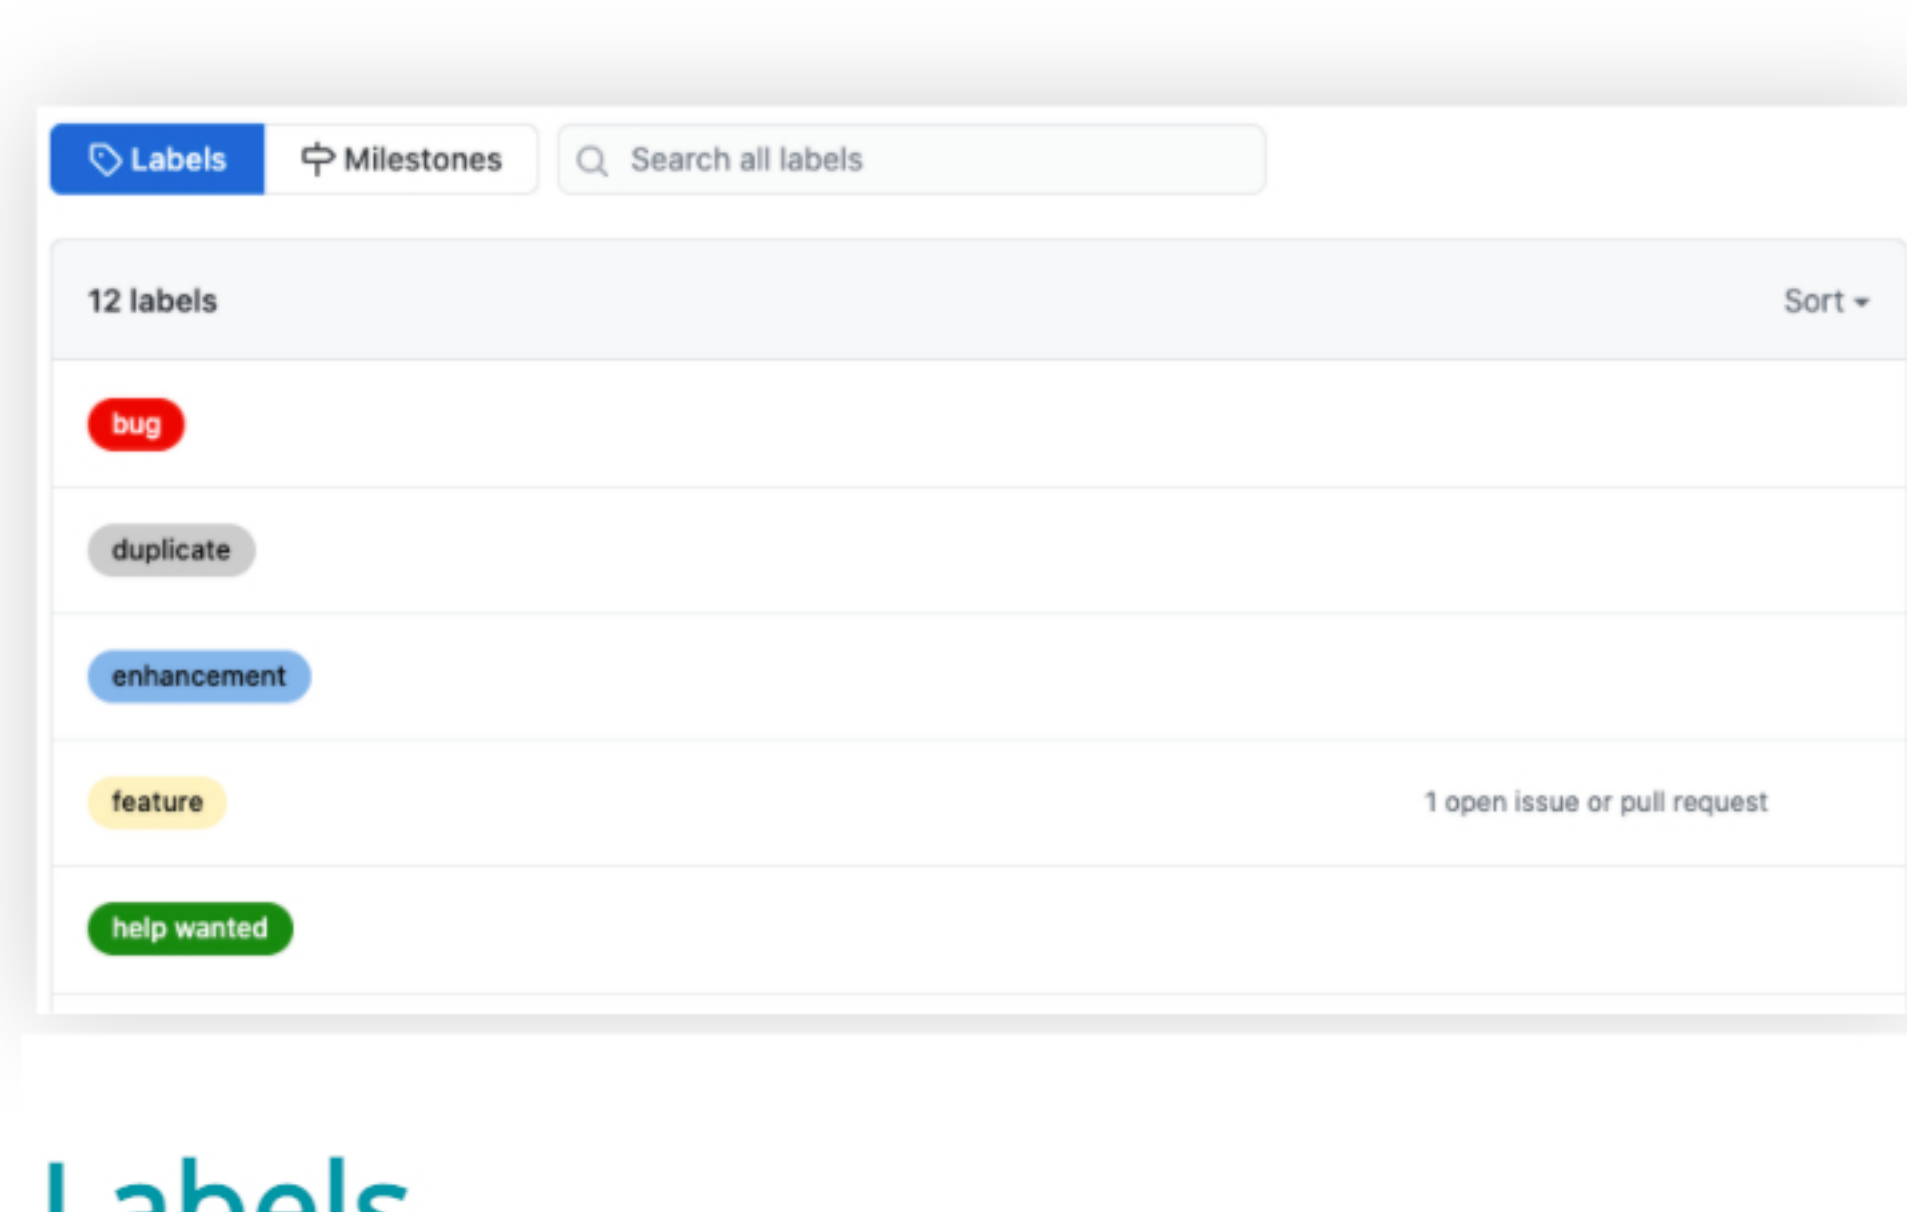 Labels Milestones Search all labels
12 labels Sort
bug
duplicate
enhancement
feature 1 open issue or pull request
help wanted
Labels